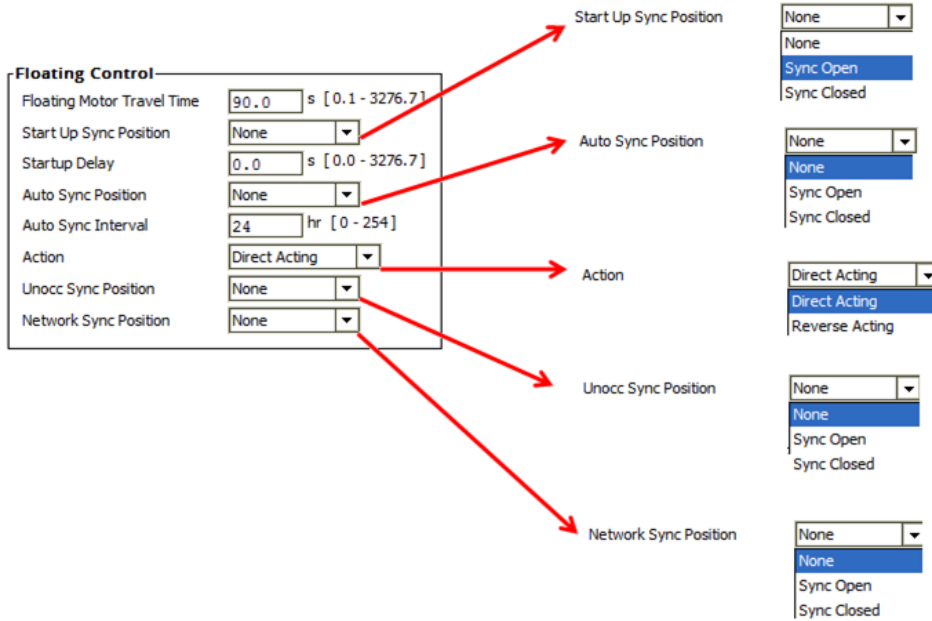 Floating Control
Floating Motor Travel Time 90.0 s [0.1 - 3276.7]
Start Up Sync Position None
Startup Delay 0.0 s [0.0 - 3276.7]
Auto Sync Position None
Auto Sync Interval 24 hr [0 - 254]
Action Direct Acting
Unocc Sync Position None
Network Sync Position None
Start Up Sync Position None
None
Sync Open
Sync Closed
Auto Sync Position None
None
Sync Open
Sync Closed
Action Direct Acting
Direct Acting
Reverse Acting
Unocc Sync Position None
None
Sync Open
Sync Closed
Network Sync Position None
None
Sync Open
Sync Closed